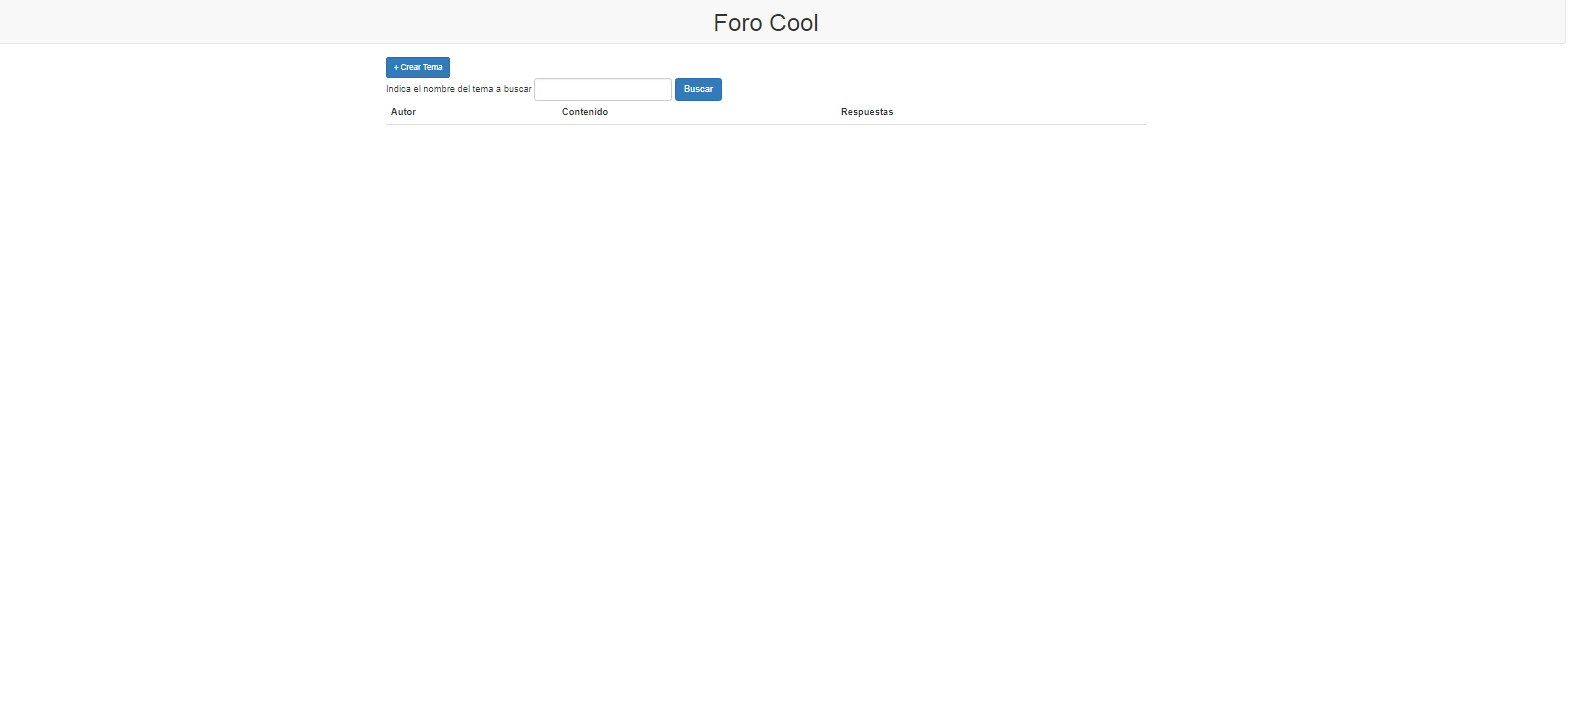 Foro Cool
+ Crear Tema
Indica el nombre del tema a buscar Buscar
Autor Contenido Respuestas